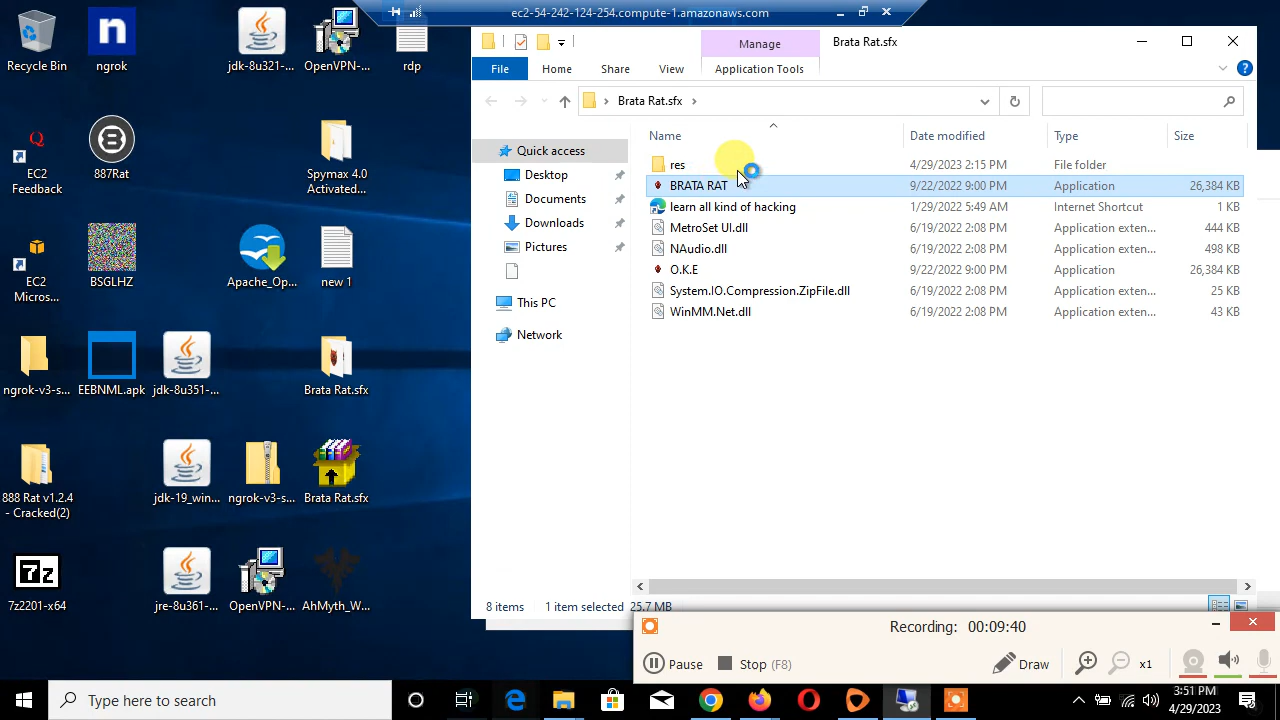 ec2-54-242-124-254.compute-1.amazonaws.com
Recycle Bin
ngrok
jdk-8u321-...
OpenVPN-...
rdp
EC2
Feedback
887Rat
Spymax 4.0
Activated...
EC2
Micros...
BSGLHZ
Apache_Op...
new 1
ngrok-v3-s...
EEBNML.apk
jdk-8u351-...
Brata Rat.sfx
888 Rat v1.2.4
- Cracked(2)
jdk-19_win...
ngrok-v3-s...
Brata Rat.sfx
7z
7z2201-x64
jre-8u361-...
OpenVPN-...
AhMyth_W...
Manage
Brata Rat.sfx
File
Home
Share
View
Application Tools
Brata Rat.sfx
Quick access
Desktop
Documents
Downloads
Pictures
This PC
Network
Name
Date modified
Type
Size
res
4/29/2023 2:15 PM
File folder
BRATA RAT
9/22/2022 9:00 PM
Application
26,384 KB
learn all kind of hacking
1/29/2022 5:49 AM
Internet Shortcut
1 KB
MemeSet UI.dll
6/19/2022 2:08 PM
Application exten...
444 KB
NAudio.dll
6/19/2022 2:08 PM
Application exten...
498 KB
O.K.E
9/22/2022 9:00 PM
Application
26,384 KB
System.IO.Compression.ZipFile.dll
6/19/2022 2:08 PM
Application exten...
25 KB
WinMM.Net.dll
6/19/2022 2:08 PM
Application exten...
43 KB
8 items
1 item selected 25.7 MB
Recording: 00:09:40
Pause
Stop (F8)
Draw
x1
Type here to search
3:51 PM
4/29/2023